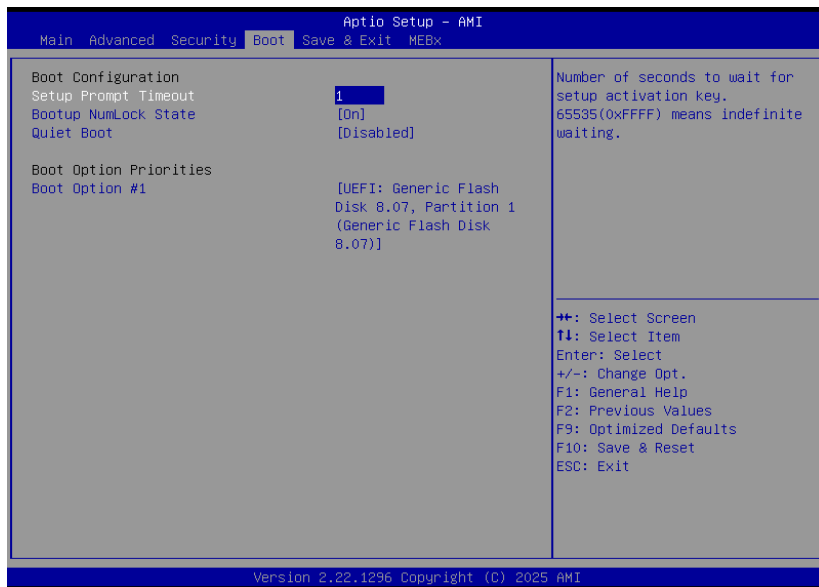 Aptio Setup – AMI
Main Advanced Security Boot Save & Exit MEBx
Boot Configuration
Setup Prompt Timeout 1
Bootup NumLock State [On]
Quiet Boot [Disabled]
Boot Option Priorities
Boot Option #1 [UEFI: Generic Flash
Disk 8.07, Partition 1
(Generic Flash Disk
8.07)]
Number of seconds to wait for
setup activation key.
65535(0xFFFF) means indefinite
waiting.
→←: Select Screen
↑↓: Select Item
Enter: Select
+/-: Change Opt.
F1: General Help
F2: Previous Values
F9: Optimized Defaults
F10: Save & Reset
ESC: Exit
Version 2.22.1296 Copyright (C) 2025 AMI